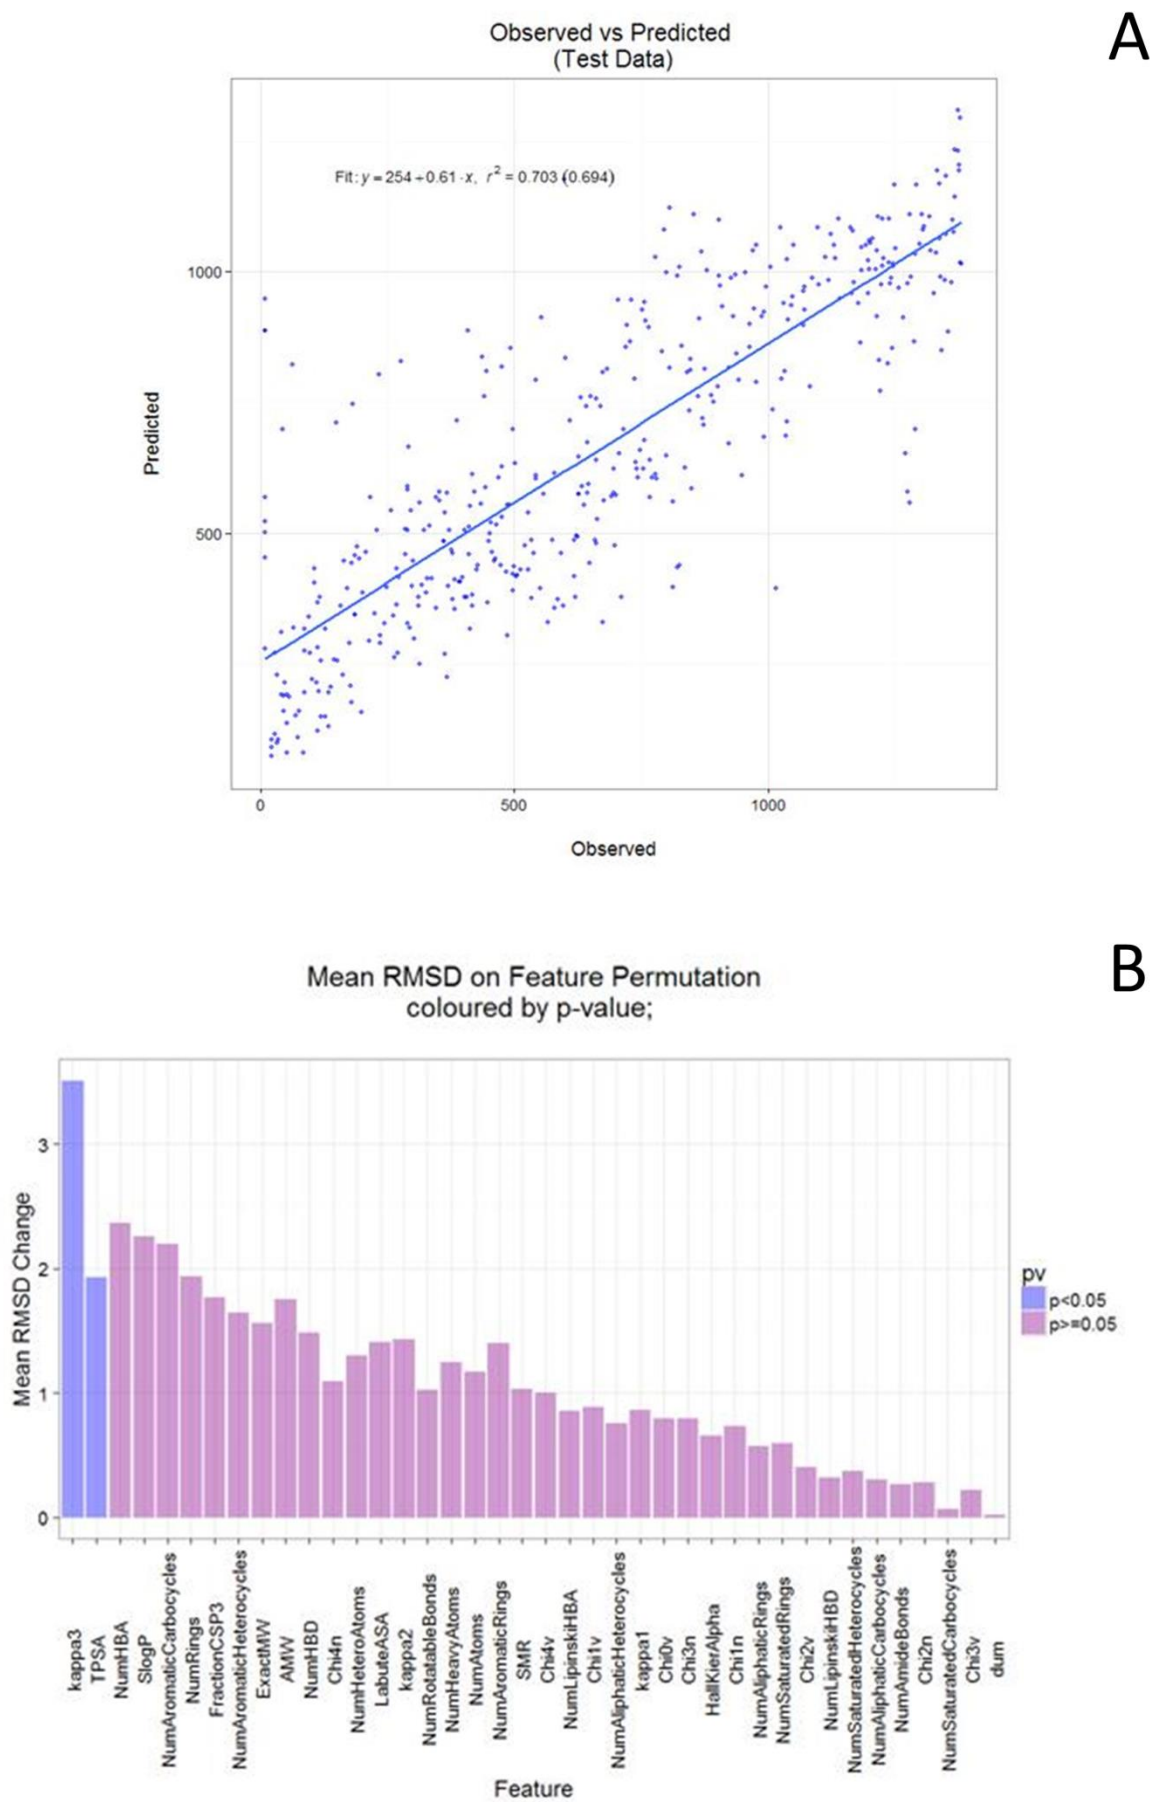 A
Observed vs Predicted
(Test Data)
Fit: y = 254 + 0.61 · x, r² = 0.703 (0.694)
1000
500
Predicted
0 500 1000
Observed
B
Mean RMSD on Feature Permutation
coloured by p-value;
3
2
1
0
Mean RMSD Change
pv
p<0.05
p>=0.05
kappa3
TPSA
NumHBA
SlogP
NumAromaticCarbocycles
NumRings
FractionCSP3
NumAromaticHeterocycles
ExactMW
AMW
NumHBD
Chi4n
NumHeteroAtoms
LabuteASA
kappa2
NumRotatableBonds
NumHeavyAtoms
NumAtoms
NumAromaticRings
SMR
Chi4v
NumLipinskiHBA
Chi1v
NumAliphaticHeterocycles
kappa1
Chi0v
Chi3n
HallKierAlpha
Chi1n
NumAliphaticRings
NumSaturatedRings
Chi2v
NumLipinskiHBD
NumSaturatedHeterocycles
NumAliphaticCarbocycles
NumAmideBonds
Chi2n
NumSaturatedCarbocycles
Chi3v
dum
Feature